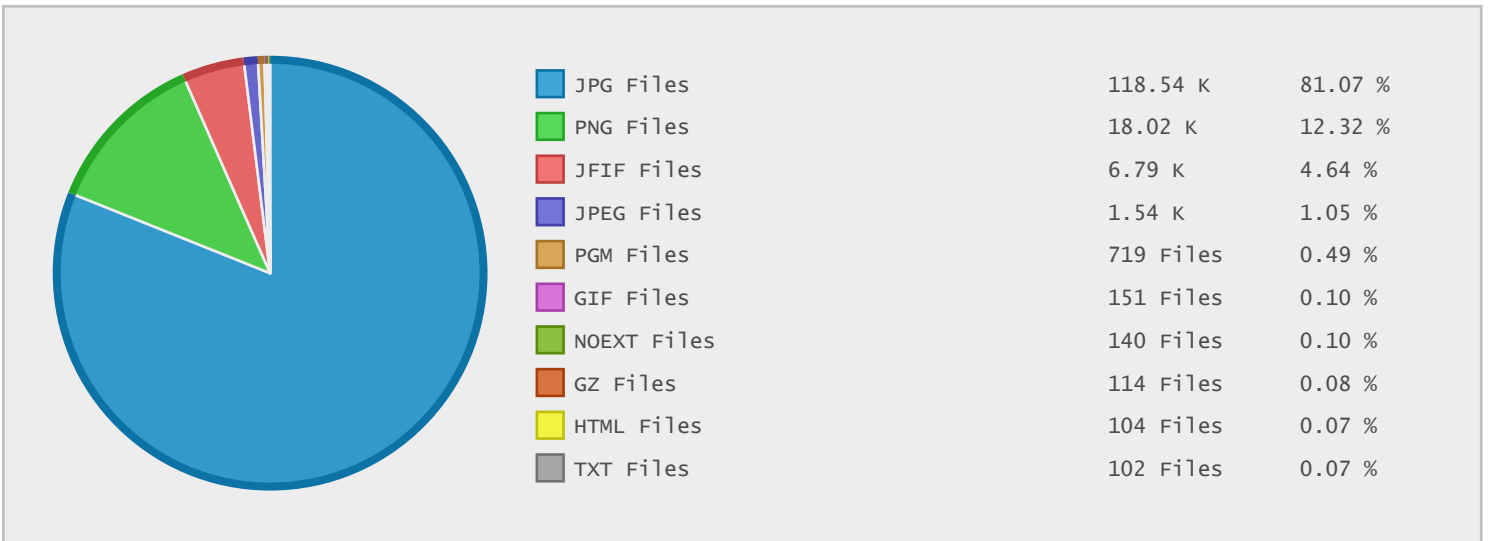 JPG Files 118.54 K 81.07 %
PNG Files 18.02 K 12.32 %
JFIF Files 6.79 K 4.64 %
JPEG Files 1.54 K 1.05 %
PGM Files 719 Files 0.49 %
GIF Files 151 Files 0.10 %
NOEXT Files 140 Files 0.10 %
GZ Files 114 Files 0.08 %
HTML Files 104 Files 0.07 %
TXT Files 102 Files 0.07 %